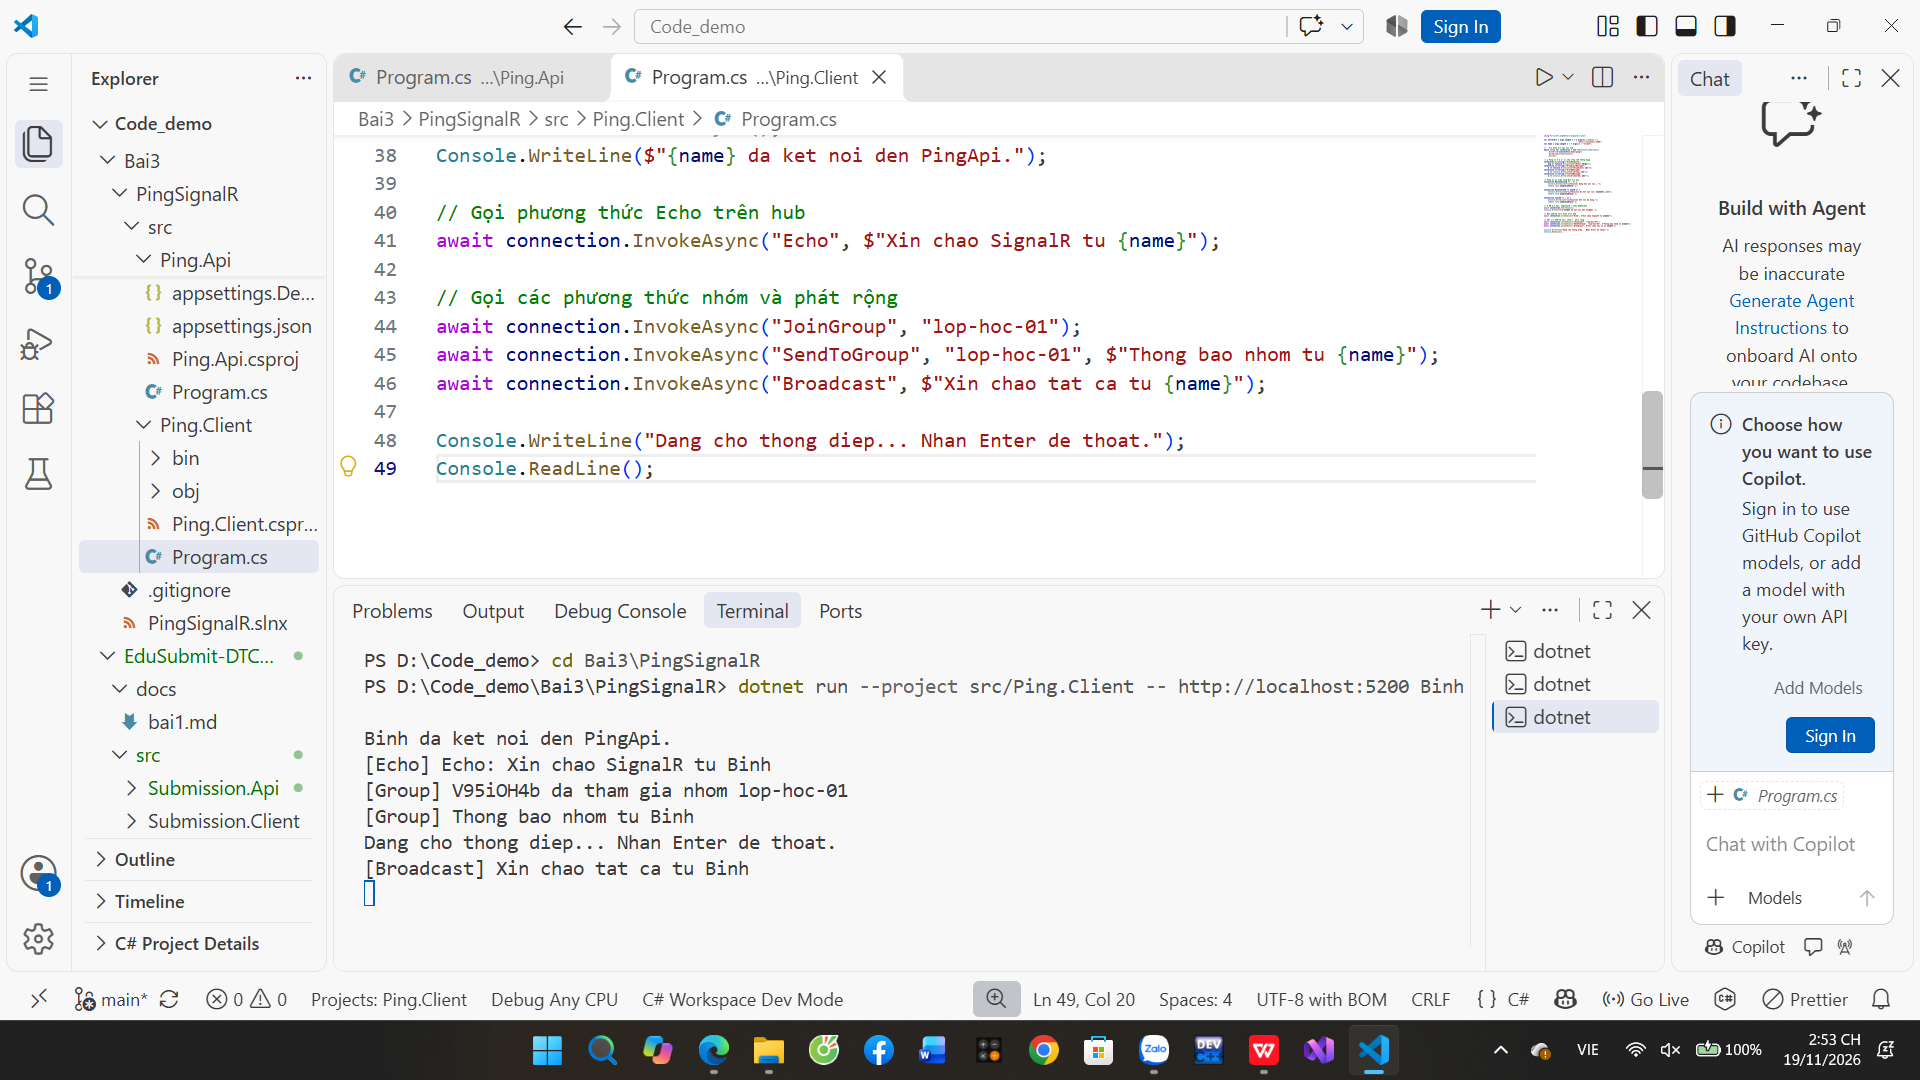 Code_demo
Sign In
Explorer
Code_demo
Bai3
PingSignalR
src
Ping.Api
appsettings.De...
appsettings.json
Ping.Api.csproj
Program.cs
Ping.Client
bin
obj
Ping.Client.cspr...
Program.cs
.gitignore
PingSignalR.slnx
EduSubmit-DTC...
docs
bai1.md
src
Submission.Api
Submission.Client
Outline
Timeline
C# Project Details
1
1
Program.cs ...\Ping.Api
Program.cs ...\Ping.Client
Bai3 > PingSignalR > src > Ping.Client > Program.cs
38 Console.WriteLine($"{name} da ket noi den PingApi.");
39
40 // Gọi phương thức Echo trên hub
41 await connection.InvokeAsync("Echo", $"Xin chao SignalR tu {name}");
42
43 // Gọi các phương thức nhóm và phát rộng
44 await connection.InvokeAsync("JoinGroup", "lop-hoc-01");
45 await connection.InvokeAsync("SendToGroup", "lop-hoc-01", $"Thong bao nhom tu {name}");
46 await connection.InvokeAsync("Broadcast", $"Xin chao tat ca tu {name}");
47
48 Console.WriteLine("Dang cho thong diep... Nhan Enter de thoat.");
49 Console.ReadLine();
Problems Output Debug Console Terminal Ports
PS D:\Code_demo> cd Bai3\PingSignalR
PS D:\Code_demo\Bai3\PingSignalR> dotnet run --project src/Ping.Client -- http://localhost:5200 Binh
Binh da ket noi den PingApi.
[Echo] Echo: Xin chao SignalR tu Binh
[Group] V95iOH4b da tham gia nhom lop-hoc-01
[Group] Thong bao nhom tu Binh
Dang cho thong diep... Nhan Enter de thoat.
[Broadcast] Xin chao tat ca tu Binh
dotnet
dotnet
dotnet
Chat
Build with Agent
AI responses may
be inaccurate
Generate Agent
Instructions to
onboard AI onto
your codebase
Choose how
you want to use
Copilot.
Sign in to use
GitHub Copilot
models, or add
a model with
your own API
key.
Add Models
Sign In
Program.cs
Chat with Copilot
Models
Copilot
main* 0 0 Projects: Ping.Client Debug Any CPU C# Workspace Dev Mode Ln 49, Col 20 Spaces: 4 UTF-8 with BOM CRLF { } C# Go Live Prettier
Zalo
DEV
VIE
100%
2:53 CH
19/11/2026